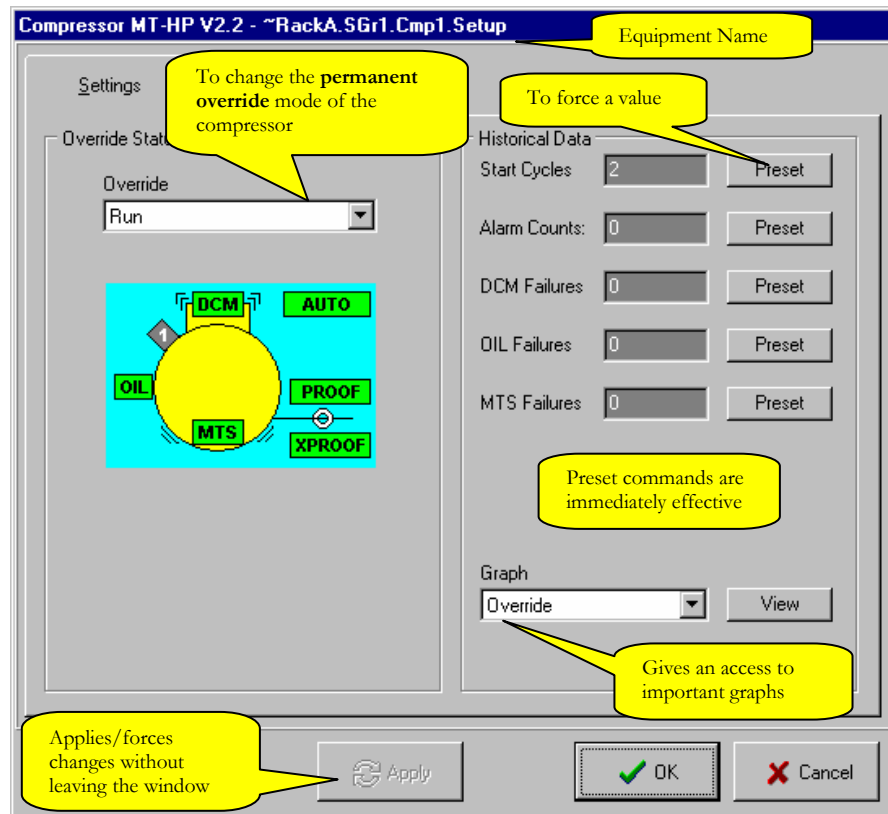 Compressor MT-HP V2.2 - ~RackA.SGr1.Cmp1.Setup
Equipment Name
Settings
To change the permanent
override mode of the
compressor
To force a value
Override Stat
Override
Run
DCM
AUTO
1
OIL
PROOF
MTS
XPROOF
Historical Data
Start Cycles 2 Preset
Alarm Counts: 0 Preset
DCM Failures 0 Preset
OIL Failures 0 Preset
MTS Failures 0 Preset
Preset commands are
immediately effective
Graph
Override View
Gives an access to
important graphs
Applies/forces
changes without
leaving the window
Apply
OK
Cancel